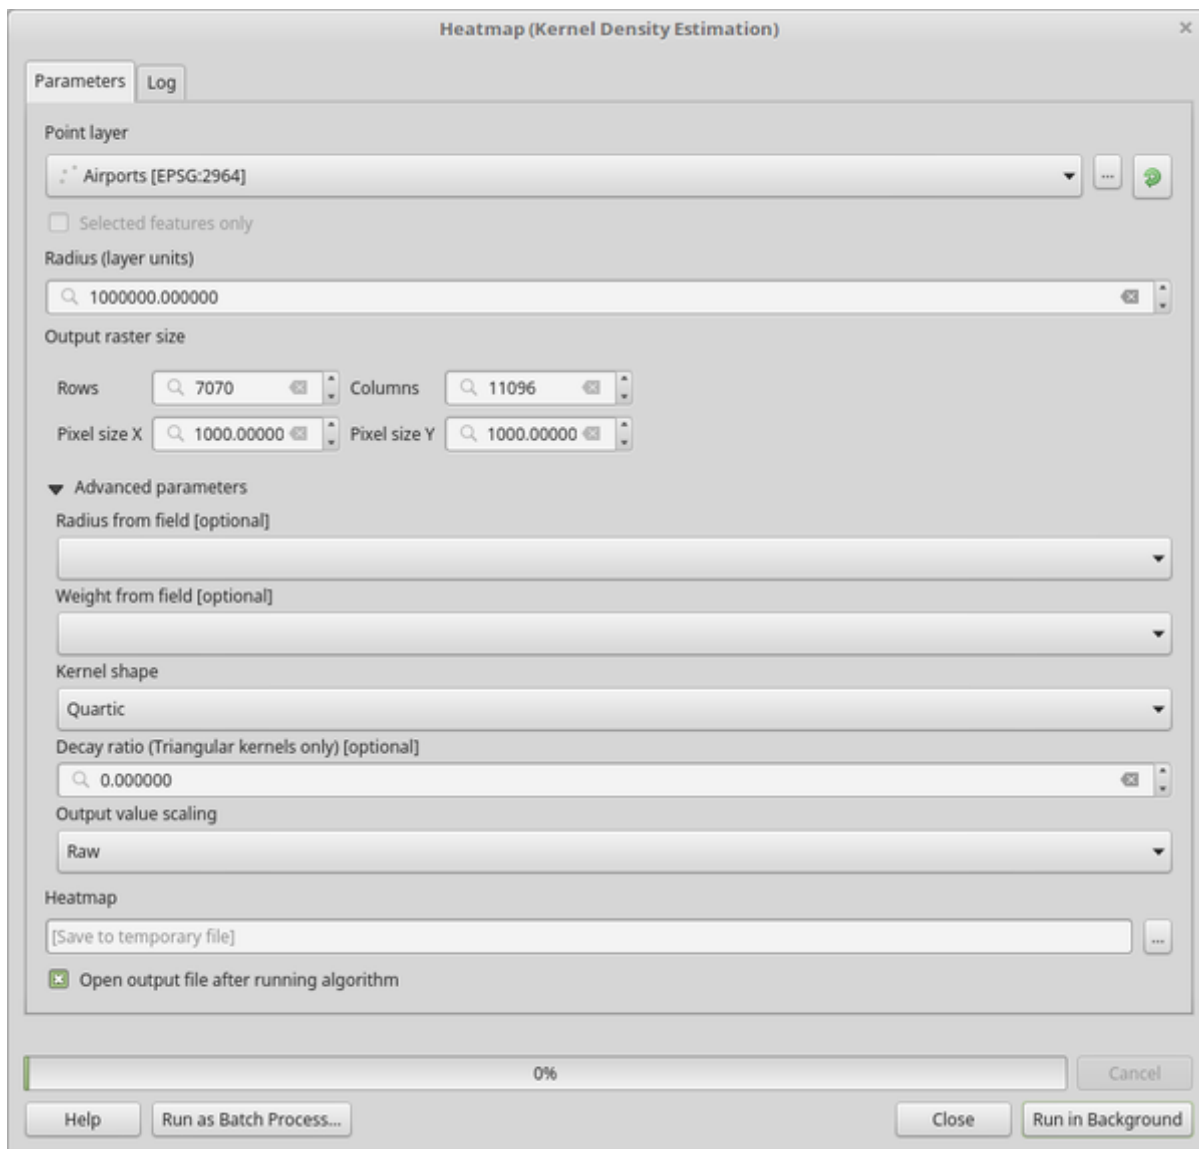 Heatmap (Kernel Density Estimation)
Parameters Log
Point layer
Airports [EPSG:2964]
...
Selected features only
Radius (layer units)
1000000.000000
Output raster size
Rows 7070 Columns 11096
Pixel size X 1000.00000 Pixel size Y 1000.00000
Advanced parameters
Radius from field [optional]
Weight from field [optional]
Kernel shape
Quartic
Decay ratio (Triangular kernels only) [optional]
0.000000
Output value scaling
Raw
Heatmap
[Save to temporary file]
...
Open output file after running algorithm
0% Cancel
Help Run as Batch Process... Close Run in Background